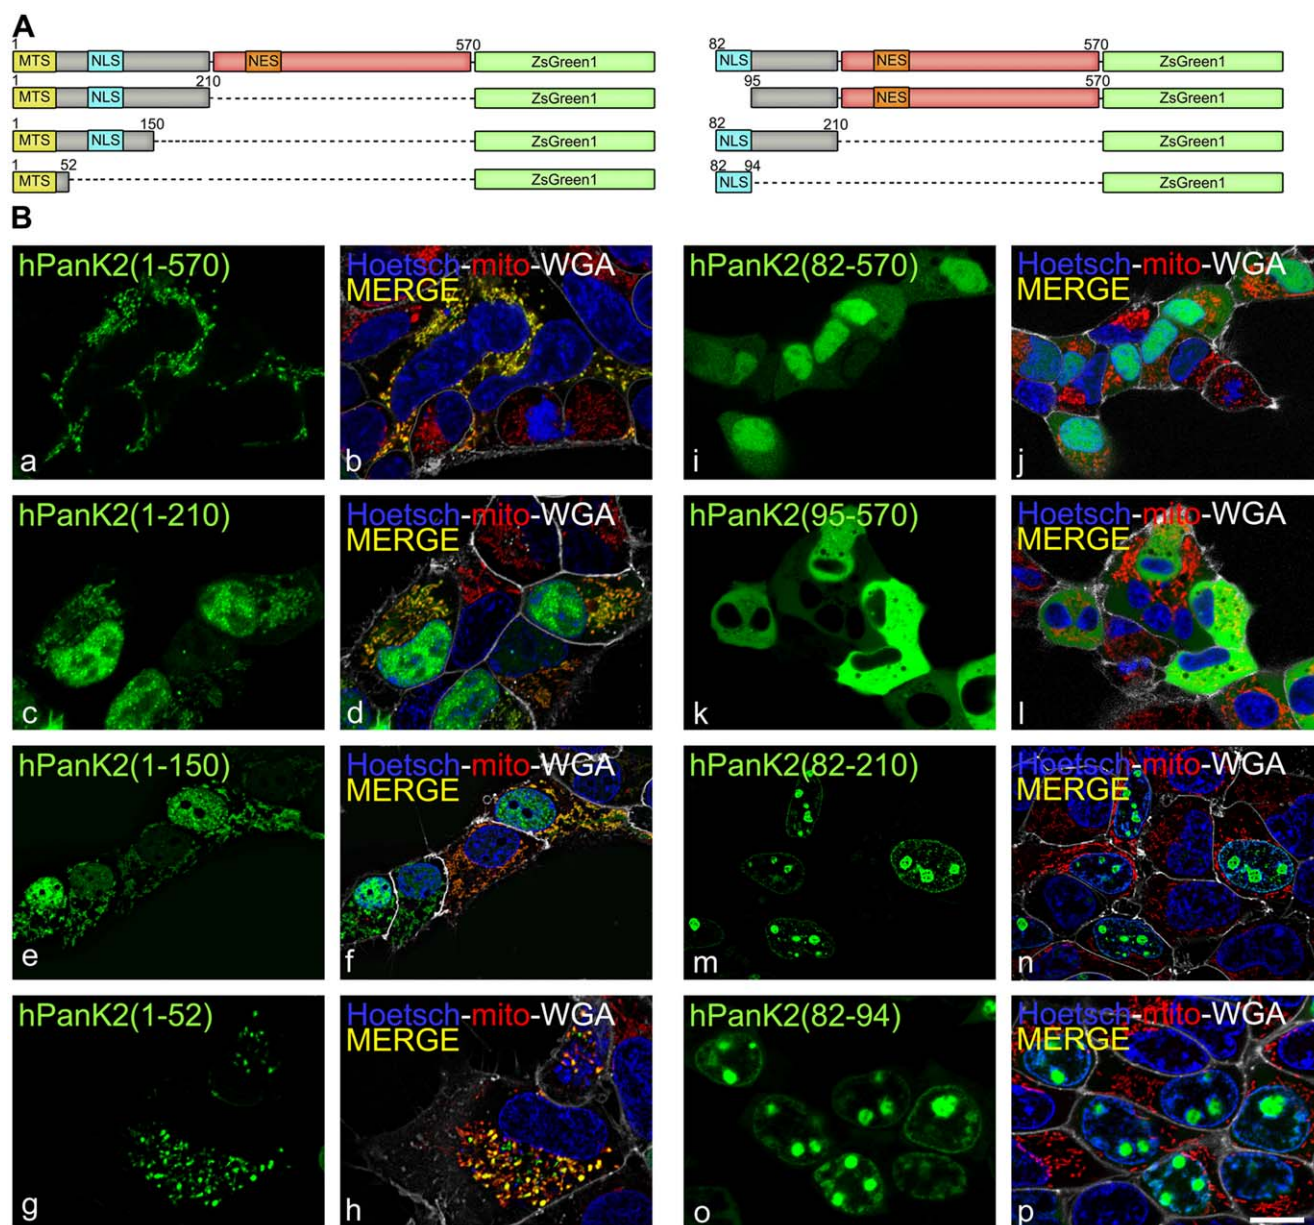 A
1 570 82 570
MTS NLS NES ZsGreen1 NLS NES ZsGreen1
1 210 95 570
MTS NLS ZsGreen1 NES ZsGreen1
1 150 82 210
MTS NLS ZsGreen1 NLS ZsGreen1
1 52 82 94
MTS ZsGreen1 NLS ZsGreen1
B
hPanK2(1-570) Hoetsch-mito-WGA hPanK2(82-570) Hoetsch-mito-WGA
MERGE MERGE
a b i j
hPanK2(1-210) Hoetsch-mito-WGA hPanK2(95-570) Hoetsch-mito-WGA
MERGE MERGE
c d k l
hPanK2(1-150) Hoetsch-mito-WGA hPanK2(82-210) Hoetsch-mito-WGA
MERGE MERGE
e f m n
hPanK2(1-52) Hoetsch-mito-WGA hPanK2(82-94) Hoetsch-mito-WGA
MERGE MERGE
g h o p